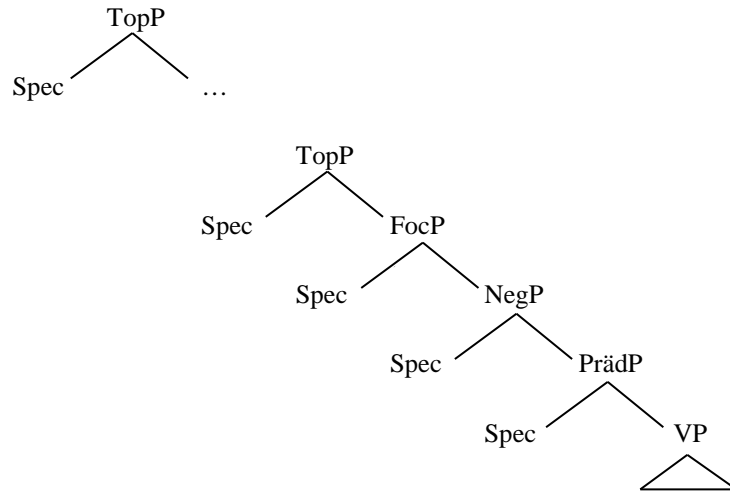 TopP
Spec …
TopP
Spec FocP
Spec NegP
Spec PrädP
Spec VP